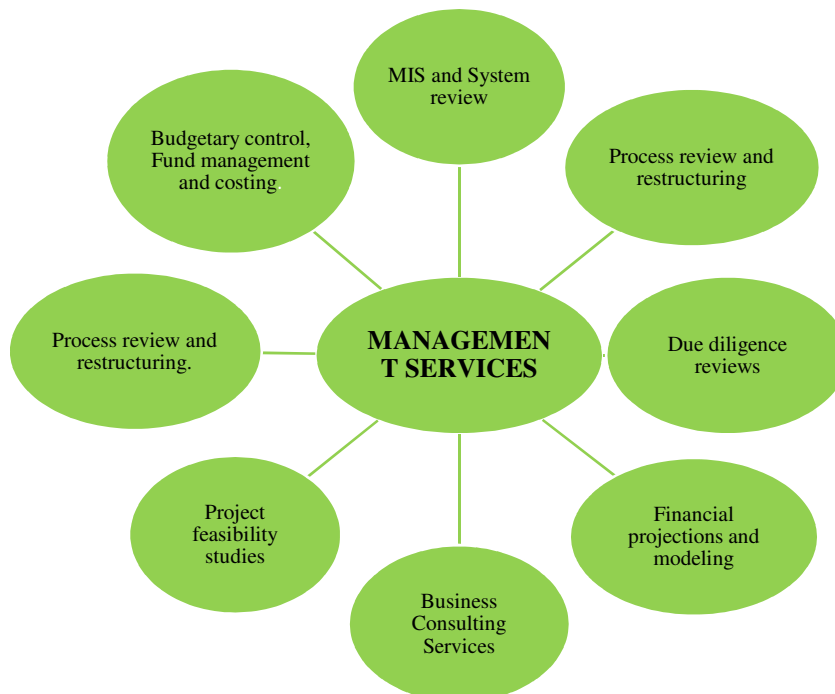 MIS and System
review
Budgetary control,
Fund management
and costing.
Process review and
restructuring
Process review and
restructuring.
MANAGEMEN
T SERVICES
Due diligence
reviews
Project
feasibility
studies
Financial
projections and
modeling
Business
Consulting
Services